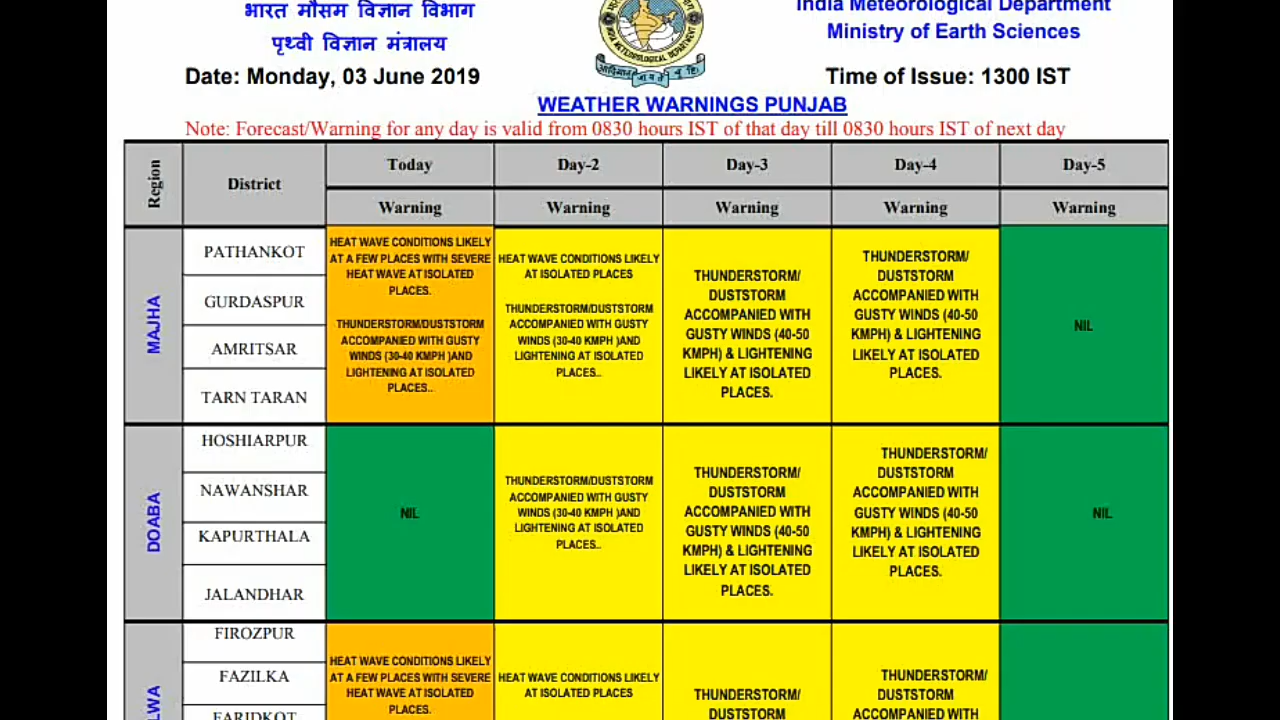 भारत मौसम विज्ञान विभाग
पृथ्वी विज्ञान मंत्रालय
India Meteorological Department
Ministry of Earth Sciences
INDIA METEOROLOGICAL DEPARTMENT
Date: Monday, 03 June 2019
Time of Issue: 1300 IST
WEATHER WARNINGS PUNJAB
Note: Forecast/Warning for any day is valid from 0830 hours IST of that day till 0830 hours IST of next day
Region
District
Today
Day-2
Day-3
Day-4
Day-5
Warning
Warning
Warning
Warning
Warning
MAJHA
PATHANKOT
GURDASPUR
AMRITSAR
TARN TARAN
HEAT WAVE CONDITIONS LIKELY
AT A FEW PLACES WITH SEVERE
HEAT WAVE AT ISOLATED
PLACES.
THUNDERSTORM/DUSTSTORM
ACCOMPANIED WITH GUSTY
WINDS (30-40 KMPH )AND
LIGHTENING AT ISOLATED
PLACES..
HEAT WAVE CONDITIONS LIKELY
AT ISOLATED PLACES
THUNDERSTORM/DUSTSTORM
ACCOMPANIED WITH GUSTY
WINDS (30-40 KMPH )AND
LIGHTENING AT ISOLATED
PLACES..
THUNDERSTORM/
DUSTSTORM
ACCOMPANIED WITH
GUSTY WINDS (40-50
KMPH) & LIGHTENING
LIKELY AT ISOLATED
PLACES.
THUNDERSTORM/
DUSTSTORM
ACCOMPANIED WITH
GUSTY WINDS (40-50
KMPH) & LIGHTENING
LIKELY AT ISOLATED
PLACES.
NIL
DOABA
HOSHIARPUR
NAWANSHAR
KAPURTHALA
JALANDHAR
NIL
THUNDERSTORM/DUSTSTORM
ACCOMPANIED WITH GUSTY
WINDS (30-40 KMPH )AND
LIGHTENING AT ISOLATED
PLACES..
THUNDERSTORM/
DUSTSTORM
ACCOMPANIED WITH
GUSTY WINDS (40-50
KMPH) & LIGHTENING
LIKELY AT ISOLATED
PLACES.
THUNDERSTORM/
DUSTSTORM
ACCOMPANIED WITH
GUSTY WINDS (40-50
KMPH) & LIGHTENING
LIKELY AT ISOLATED
PLACES.
NIL
LWA
FIROZPUR
FAZILKA
FARIDKOT
HEAT WAVE CONDITIONS LIKELY
AT A FEW PLACES WITH SEVERE
HEAT WAVE AT ISOLATED
PLACES.
HEAT WAVE CONDITIONS LIKELY
AT ISOLATED PLACES
THUNDERSTORM/
DUSTSTORM
THUNDERSTORM/
DUSTSTORM
ACCOMPANIED WITH